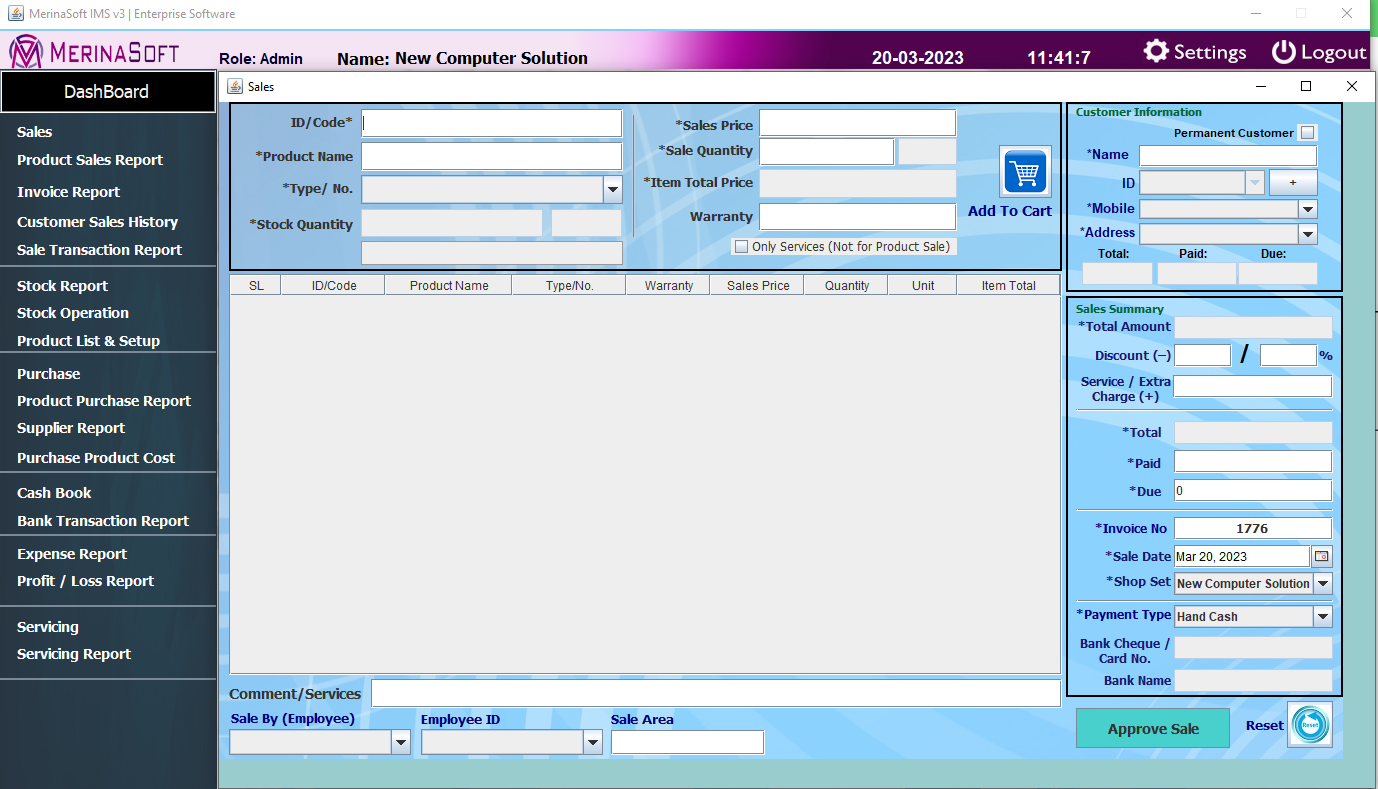 MerinaSoft IMS v3 | Enterprise Software
MERINASOFT
Role: Admin
Name: New Computer Solution
20-03-2023
11:41:7
Settings
Logout
DashBoard
Sales
Product Sales Report
Invoice Report
Customer Sales History
Sale Transaction Report
Stock Report
Stock Operation
Product List & Setup
Purchase
Product Purchase Report
Supplier Report
Purchase Product Cost
Cash Book
Bank Transaction Report
Expense Report
Profit / Loss Report
Servicing
Servicing Report
Sales
ID/Code*
*Product Name
*Type/ No.
*Stock Quantity
*Sales Price
*Sale Quantity
*Item Total Price
Warranty
Only Services (Not for Product Sale)
Add To Cart
SL ID/Code Product Name Type/No. Warranty Sales Price Quantity Unit Item Total
Comment/Services
Sale By (Employee)
Employee ID
Sale Area
Customer Information
Permanent Customer
*Name
ID
+
*Mobile
*Address
Total: Paid: Due:
Sales Summary
*Total Amount
Discount (−) / %
Service / Extra
Charge (+)
*Total
*Paid
*Due 0
*Invoice No 1776
*Sale Date Mar 20, 2023
*Shop Set New Computer Solution
*Payment Type Hand Cash
Bank Cheque /
Card No.
Bank Name
Approve Sale
Reset
Reset